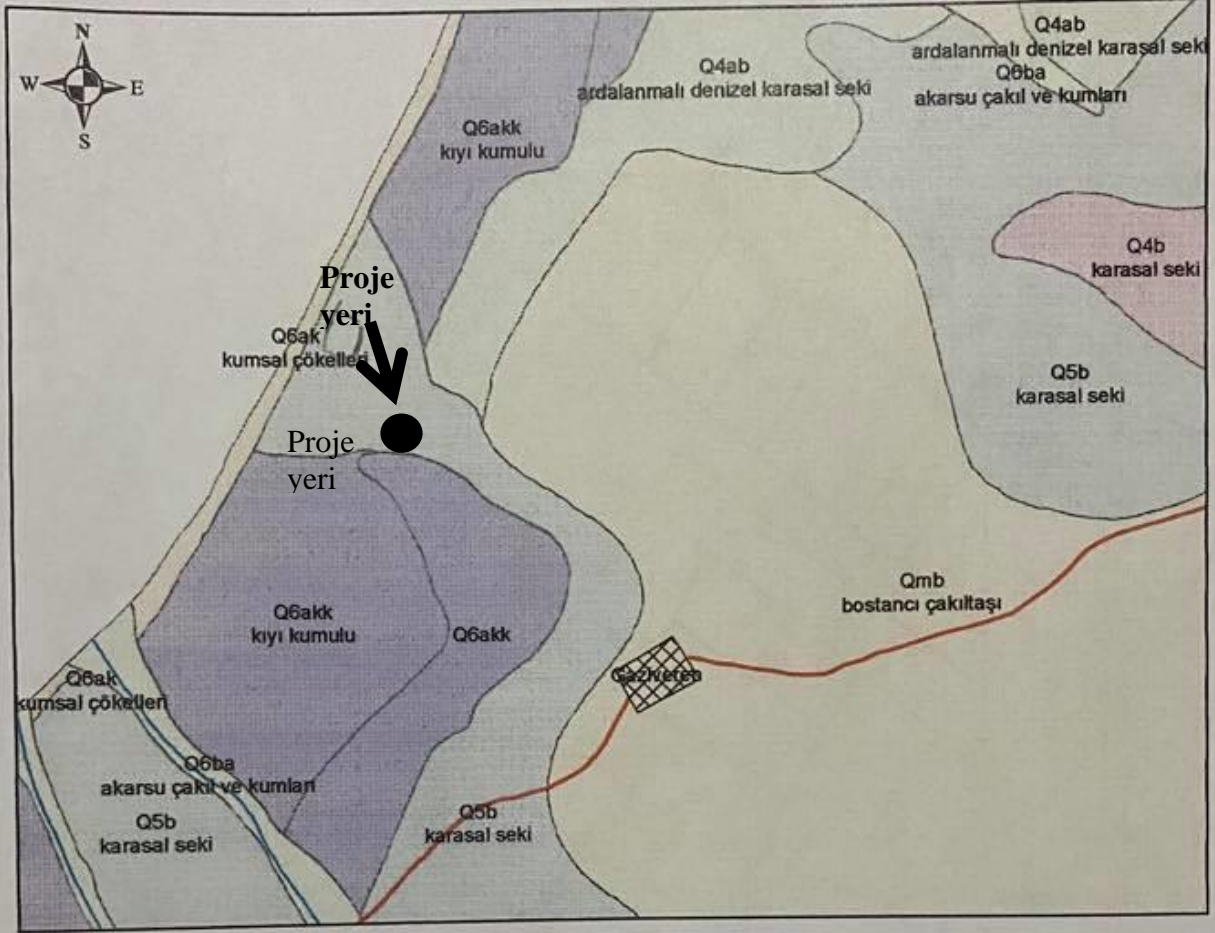 N
W E
S
Q4ab
ardalanmalı denizel karasal seki
Q6ba
akarsu çakıl ve kumları
Q4ab
ardalanmalı denizel karasal seki
Q6akk
kıyı kumulu
Q4b
karasal seki
Proje
yeri
Q6ak
kumsal çökelleri
Q5b
karasal seki
Proje
yeri
Qmb
bostancı çakıltaşı
Q6akk
kıyı kumulu
Q6akk
Gaziveren
Q6ak
kumsal çökelleri
Q6ba
akarsu çakıl ve kumları
Q5b
karasal seki
Q5b
karasal seki